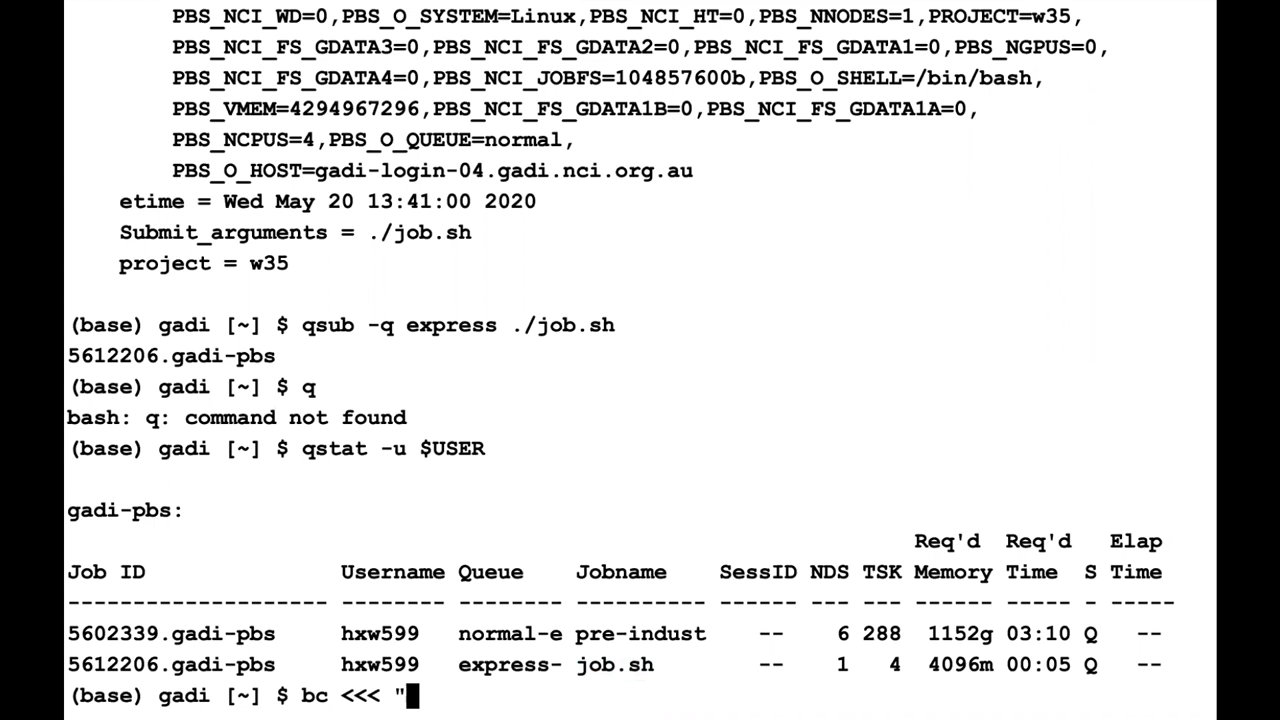 PBS_NCI_WD=0,PBS_O_SYSTEM=Linux,PBS_NCI_HT=0,PBS_NNODES=1,PROJECT=w35,
PBS_NCI_FS_GDATA3=0,PBS_NCI_FS_GDATA2=0,PBS_NCI_FS_GDATA1=0,PBS_NGPUS=0,
PBS_NCI_FS_GDATA4=0,PBS_NCI_JOBFS=104857600b,PBS_O_SHELL=/bin/bash,
PBS_VMEM=4294967296,PBS_NCI_FS_GDATA1B=0,PBS_NCI_FS_GDATA1A=0,
PBS_NCPUS=4,PBS_O_QUEUE=normal,
PBS_O_HOST=gadi-login-04.gadi.nci.org.au
etime = Wed May 20 13:41:00 2020
Submit_arguments = ./job.sh
project = w35
(base) gadi [~] $ qsub -q express ./job.sh
5612206.gadi-pbs
(base) gadi [~] $ q
bash: q: command not found
(base) gadi [~] $ qstat -u $USER
gadi-pbs:
Req'd Req'd Elap
Job ID Username Queue Jobname SessID NDS TSK Memory Time S Time
-------------------- -------- -------- ---------- ------ --- --- ------ ----- - -----
5602339.gadi-pbs hxw599 normal-e pre-indust -- 6 288 1152g 03:10 Q --
5612206.gadi-pbs hxw599 express- job.sh -- 1 4 4096m 00:05 Q --
(base) gadi [~] $ bc <<< "